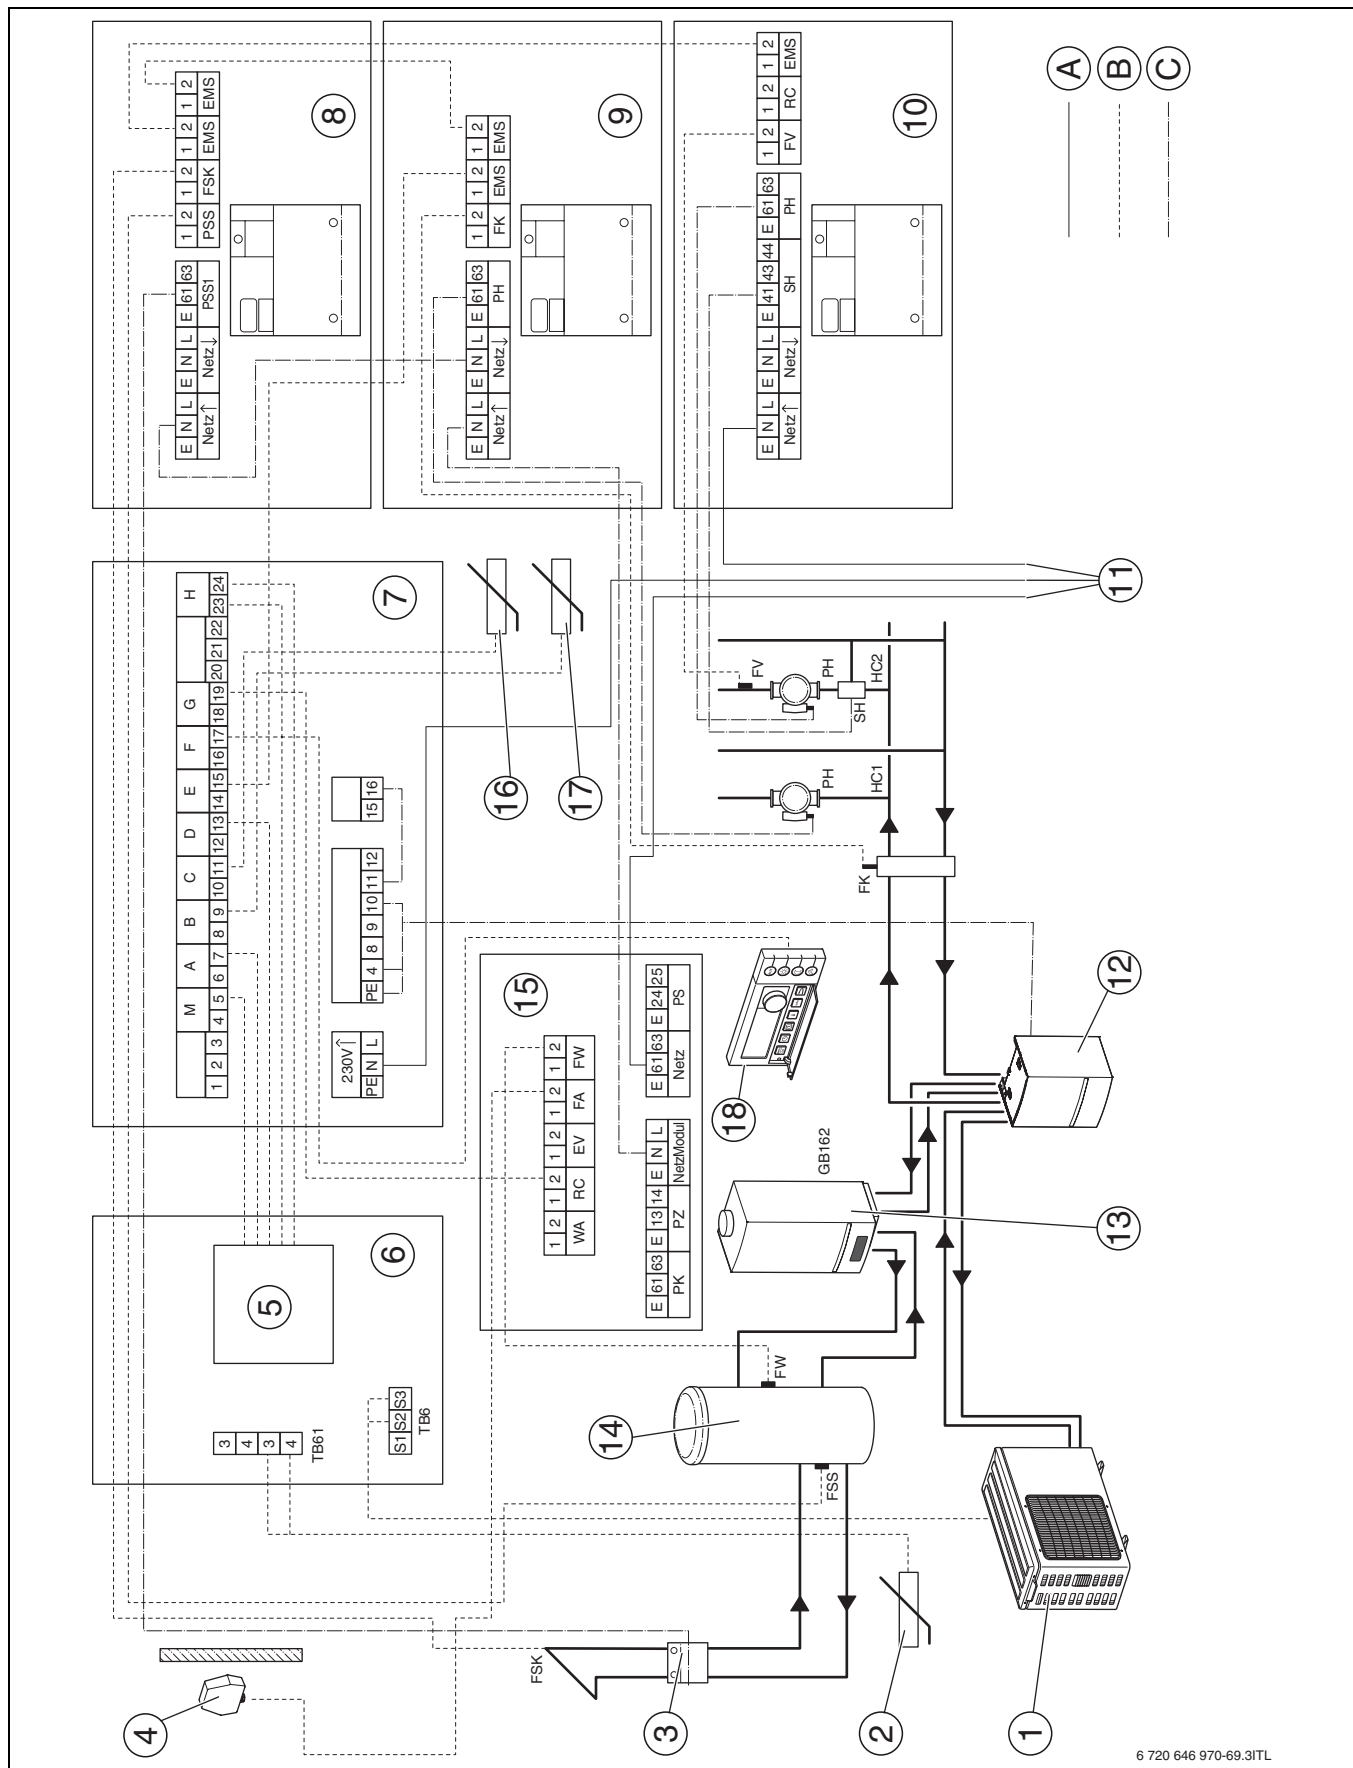 1 2 1 2 1 2 1 2
PSS FSK EMS EMS
E N L E N L E 61 63
Netz↑ Netz↓ PSS1
8
1 2 1 2 1 2
FK EMS EMS
E N L E N L E 61 63
Netz↑ Netz↓ PH
9
1 2 1 2 1 2
FV RC EMS
E N L E N L E 41 43 44 E 61 63
Netz↑ Netz↓ SH PH
10
A
B
C
M A B C D E F G H
1 2 3 4 5 6 7 8 9 10 11 12 13 14 15 16 17 18 19 20 21 22 23 24
7
230V↑
PE N L
PE 4 8 9 10 11 12
15 16
16
17
11
5
6
3 4 3 4
TB61
S1 S2 S3
TB6
15
1 2 1 2 1 2 1 2 1 2
WA RC EV FA FW
E 61 63 E 13 14 E N L
PK PZ NetzModul
E 61 63 E 24 25
Netz PS
18
FV
PH
SH
HC2
PH
HC1
FK
12
GB162
13
FW
14
FSS
FSK
4
3
2
1
6 720 646 970-69.3ITL